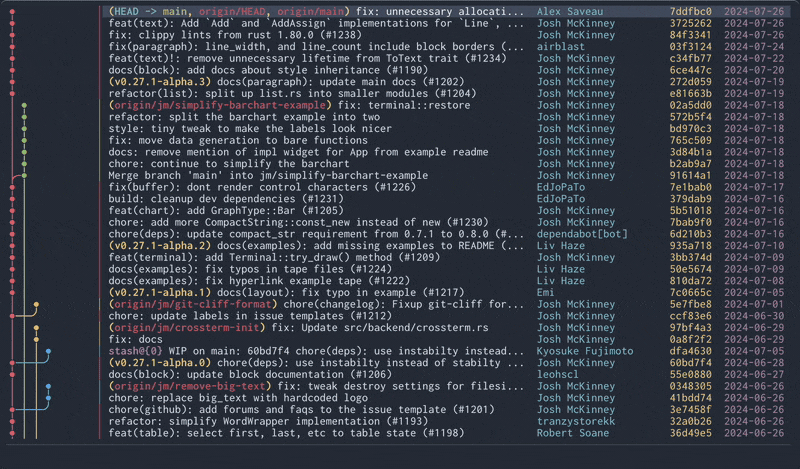 (HEAD -> main, origin/HEAD, origin/main) fix: unnecessary allocati... Alex Saveau 7ddfbc0 2024-07-26
feat(text): Add `Add` and `AddAssign` implementations for `Line`, ... Josh McKinney 3725262 2024-07-26
fix: clippy lints from rust 1.80.0 (#1238) Josh McKinney 84f3341 2024-07-26
fix(paragraph): line_width, and line_count include block borders (... airblast 03f3124 2024-07-24
feat(text)!: remove unnecessary lifetime from ToText trait (#1234) Josh McKinney c34fb77 2024-07-22
docs(block): add docs about style inheritance (#1190) Josh McKinney 6ce447c 2024-07-20
(v0.27.1-alpha.3) docs(paragraph): update main docs (#1202) Josh McKinney 272d059 2024-07-19
refactor(list): split up list.rs into smaller modules (#1204) Josh McKinney e81663b 2024-07-19
(origin/jm/simplify-barchart-example) fix: terminal::restore Josh McKinney 02a5dd0 2024-07-18
refactor: split the barchart example into two Josh McKinney 572b5f4 2024-07-18
style: tiny tweak to make the labels look nicer Josh McKinney bd970c3 2024-07-18
fix: move data generation to bare functions Josh McKinney 765c509 2024-07-18
docs: remove mention of impl widget for App from example readme Josh McKinney 3d84b1a 2024-07-18
chore: continue to simplify the barchart Josh McKinney b2ab9a7 2024-07-18
Merge branch 'main' into jm/simplify-barchart-example Josh McKinney 91614a1 2024-07-18
fix(buffer): dont render control characters (#1226) EdJoPaTo 7e1bab0 2024-07-17
build: cleanup dev dependencies (#1231) EdJoPaTo 379dab9 2024-07-16
feat(chart): add GraphType::Bar (#1205) Josh McKinney 5b51018 2024-07-16
chore: add more CompactString::const_new instead of new (#1230) Josh McKinney 7bab9f0 2024-07-16
chore(deps): update compact_str requirement from 0.7.1 to 0.8.0 (#... dependabot[bot] 6d210b3 2024-07-16
(v0.27.1-alpha.2) docs(examples): add missing examples to README (... Liv Haze 935a718 2024-07-10
feat(terminal): add Terminal::try_draw() method (#1209) Josh McKinney 3bb374d 2024-07-09
docs(examples): fix typos in tape files (#1224) Liv Haze 50e5674 2024-07-09
docs(examples): fix hyperlink example tape (#1222) Liv Haze 810da72 2024-07-08
(v0.27.1-alpha.1) docs(layout): fix typo in example (#1217) Emi 7c0665c 2024-07-05
(origin/jm/git-cliff-format) chore(changelog): Fixup git-cliff for... Josh McKinney 5e7fbe8 2024-07-01
chore: update labels in issue templates (#1212) Josh McKinney ccf83e6 2024-06-30
(origin/jm/crossterm-init) fix: Update src/backend/crossterm.rs Josh McKinney 97bf4a3 2024-06-29
fix: docs Josh McKinney 0a8f2f2 2024-06-29
stash@{0} WIP on main: 60bd7f4 chore(deps): use instabilty instead... Kyosuke Fujimoto dfa4630 2024-07-05
(v0.27.1-alpha.0) chore(deps): use instabilty instead of stabilty ... Josh McKinney 60bd7f4 2024-06-28
docs(block): update block documentation (#1206) leohscl 55e0880 2024-06-27
(origin/jm/remove-big-text) fix: tweak destroy settings for filesi... Josh McKinney 0348305 2024-06-26
chore: replace big_text with hardcoded logo Josh McKinney 41bdd74 2024-06-26
chore(github): add forums and faqs to the issue template (#1201) Josh McKinney 3e7458f 2024-06-26
refactor: simplify WordWrapper implementation (#1193) tranzystorekk 32a0b26 2024-06-26
feat(table): select first, last, etc to table state (#1198) Robert Soane 36d49e5 2024-06-26